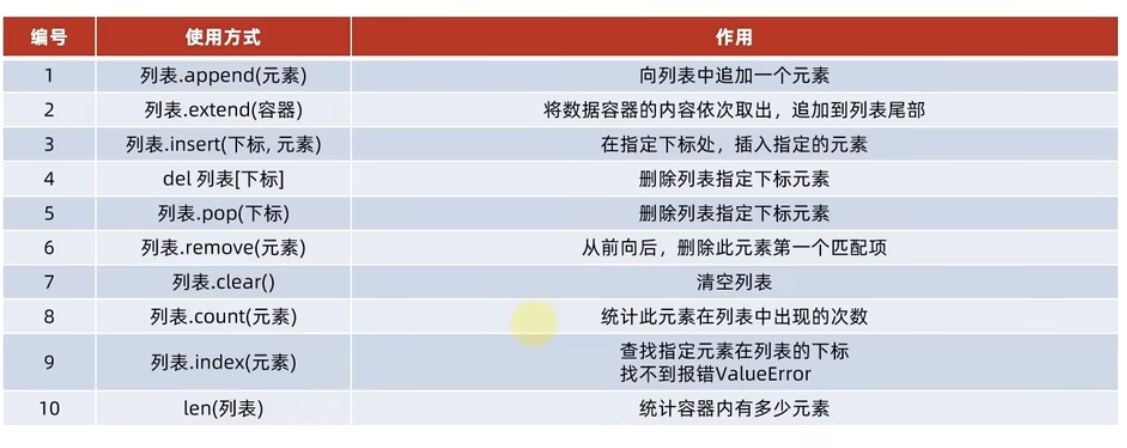 编号 使用方式 作用
1 列表.append(元素) 向列表中追加一个元素
2 列表.extend(容器) 将数据容器的内容依次取出，追加到列表尾部
3 列表.insert(下标, 元素) 在指定下标处，插入指定的元素
4 del 列表[下标] 删除列表指定下标元素
5 列表.pop(下标) 删除列表指定下标元素
6 列表.remove(元素) 从前向后，删除此元素第一个匹配项
7 列表.clear() 清空列表
8 列表.count(元素) 统计此元素在列表中出现的次数
9 列表.index(元素) 查找指定元素在列表的下标
找不到报错ValueError
10 len(列表) 统计容器内有多少元素